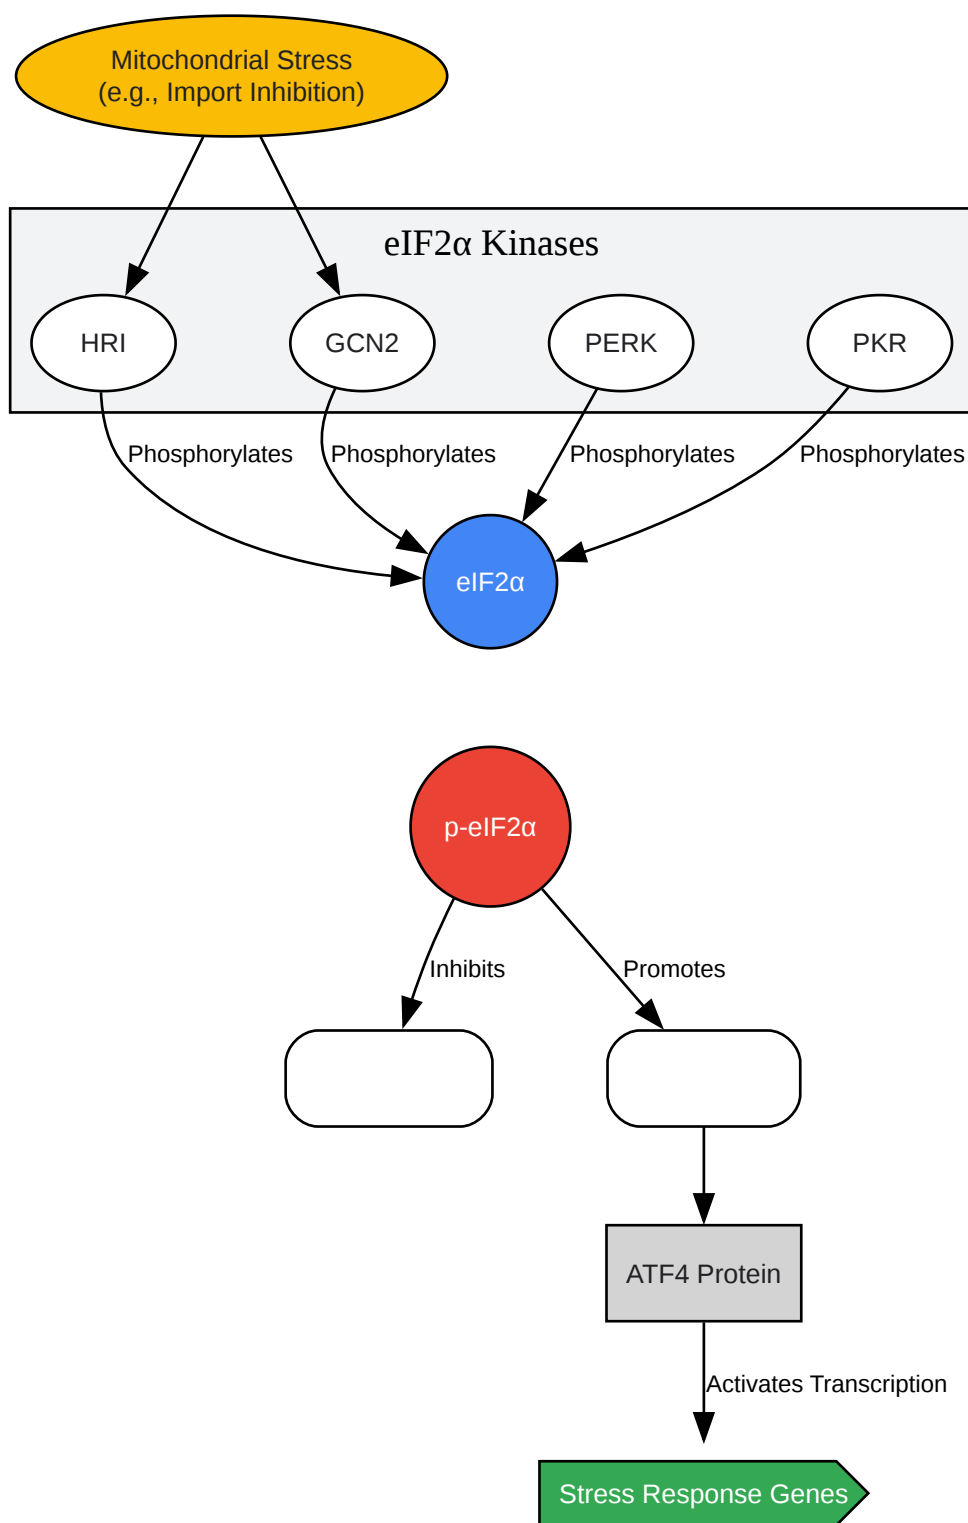 Mitochondrial Stress
(e.g., Import Inhibition)
eIF2α Kinases
HRI
GCN2
PERK
PKR
Phosphorylates
Phosphorylates
Phosphorylates
Phosphorylates
eIF2α
p-eIF2α
Inhibits
Promotes
ATF4 Protein
Activates Transcription
Stress Response Genes